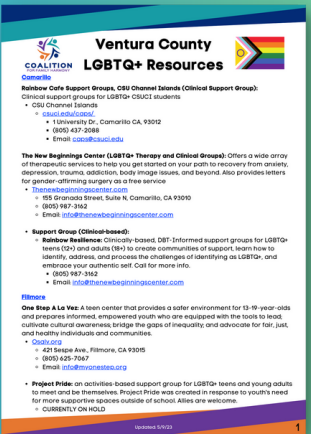 Ventura County
LGBTQ+ Resources
COALITION
FOR FAMILY HARMONY
Camarillo
Rainbow Cafe Support Groups, CSU Channel Islands (Clinical Support Group):
Clinical support groups for LGBTQ+ CSUCI students
• CSU Channel Islands
○ csuci.edu/caps/
▪ 1 University Dr., Camarillo CA, 93012
▪ (805) 437-2088
▪ Email: caps@csuci.edu
The New Beginnings Center (LGBTQ+ Therapy and Clinical Groups): Offers a wide array
of therapeutic services to help you get started on your path to recovery from anxiety,
depression, trauma, addiction, body image issues, and beyond. Also provides letters
for gender-affirming surgery as a free service
• Thenewbeginningscenter.com
○ 155 Granada Street, Suite N, Camarillo, CA 93010
○ (805) 987-3162
○ Email: info@thenewbeginningscenter.com
• Support Group (Clinical-based):
○ Rainbow Resilience: Clinically-based, DBT-Informed support groups for LGBTQ+
teens (12+) and adults (18+) to create communities of support, learn how to
identify, address, and process the challenges of identifying as LGBTQ+, and
embrace your authentic self. Call for more info.
▪ (805) 987-3162
▪ Email: info@thenewbeginningscenter.com
Fillmore
One Step A La Vez: A teen center that provides a safer environment for 13-19-year-olds
and prepares informed, empowered youth who are equipped with the tools to lead,
cultivate cultural awareness; bridge the gaps of inequality; and advocate for fair, just,
and healthy individuals and communities.
• Osalv.org
○ 421 Sespe Ave., Fillmore, CA 93015
○ (805) 625-7067
○ Email: info@myonestep.org
• Project Pride: an activities-based support group for LGBTQ+ teens and young adults
to meet and be themselves. Project Pride was created in response to youth's need
for more supportive spaces outside of school. Allies are welcome.
○ CURRENTLY ON HOLD
Updated: 5/9/23
1